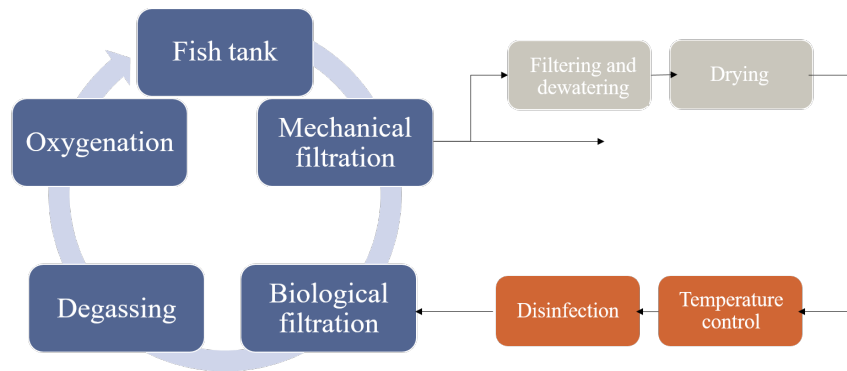 Fish tank
Filtering and
dewatering
Drying
Oxygenation
Mechanical
filtration
Degassing
Biological
filtration
Disinfection
Temperature
control